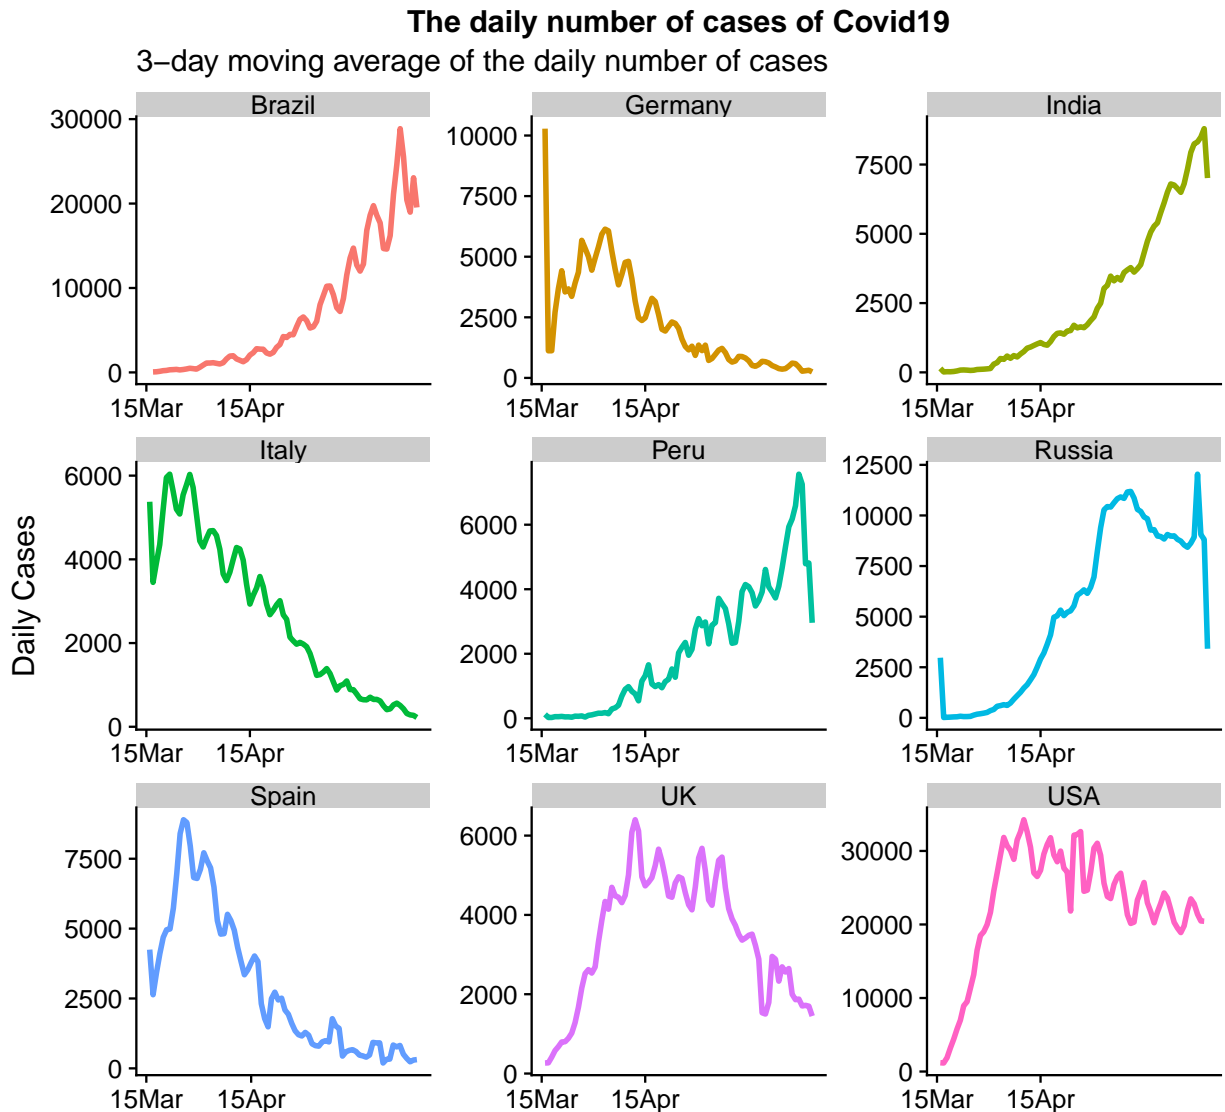 The daily number of cases of Covid19
3−day moving average of the daily number of cases
Daily Cases
Brazil
30000
20000
10000
0
15Mar 15Apr
Germany
10000
7500
5000
2500
0
15Mar 15Apr
India
7500
5000
2500
0
15Mar 15Apr
Italy
6000
4000
2000
0
15Mar 15Apr
Peru
6000
4000
2000
0
15Mar 15Apr
Russia
12500
10000
7500
5000
2500
0
15Mar 15Apr
Spain
7500
5000
2500
0
15Mar 15Apr
UK
6000
4000
2000
0
15Mar 15Apr
USA
30000
20000
10000
0
15Mar 15Apr